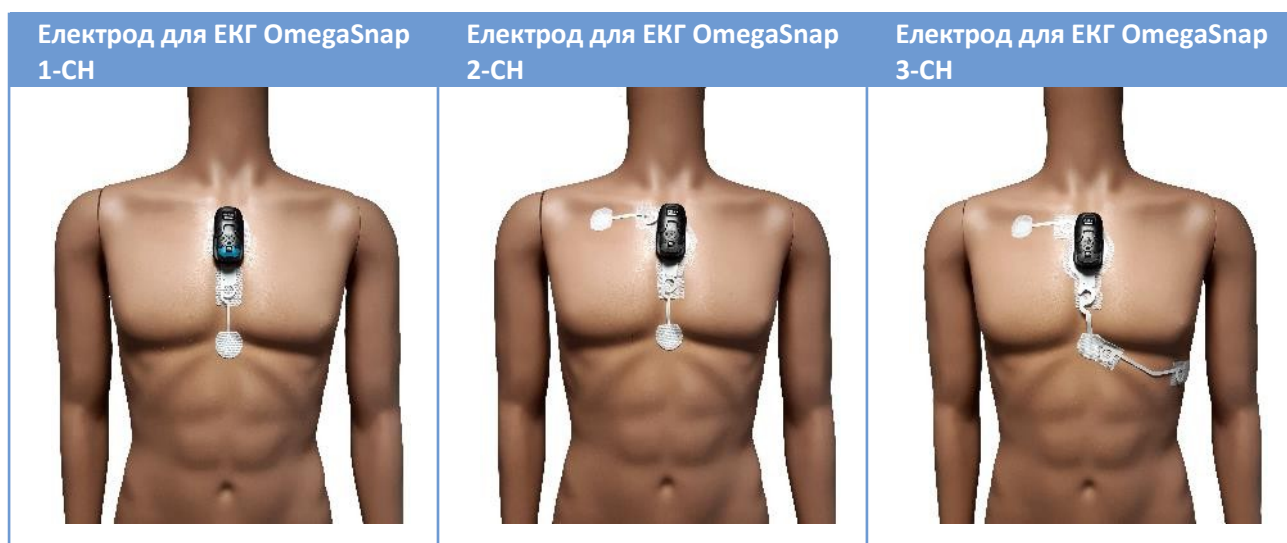 Електрод для ЕКГ OmegaSnap
1-CH
Електрод для ЕКГ OmegaSnap
2-CH
Електрод для ЕКГ OmegaSnap
3-CH